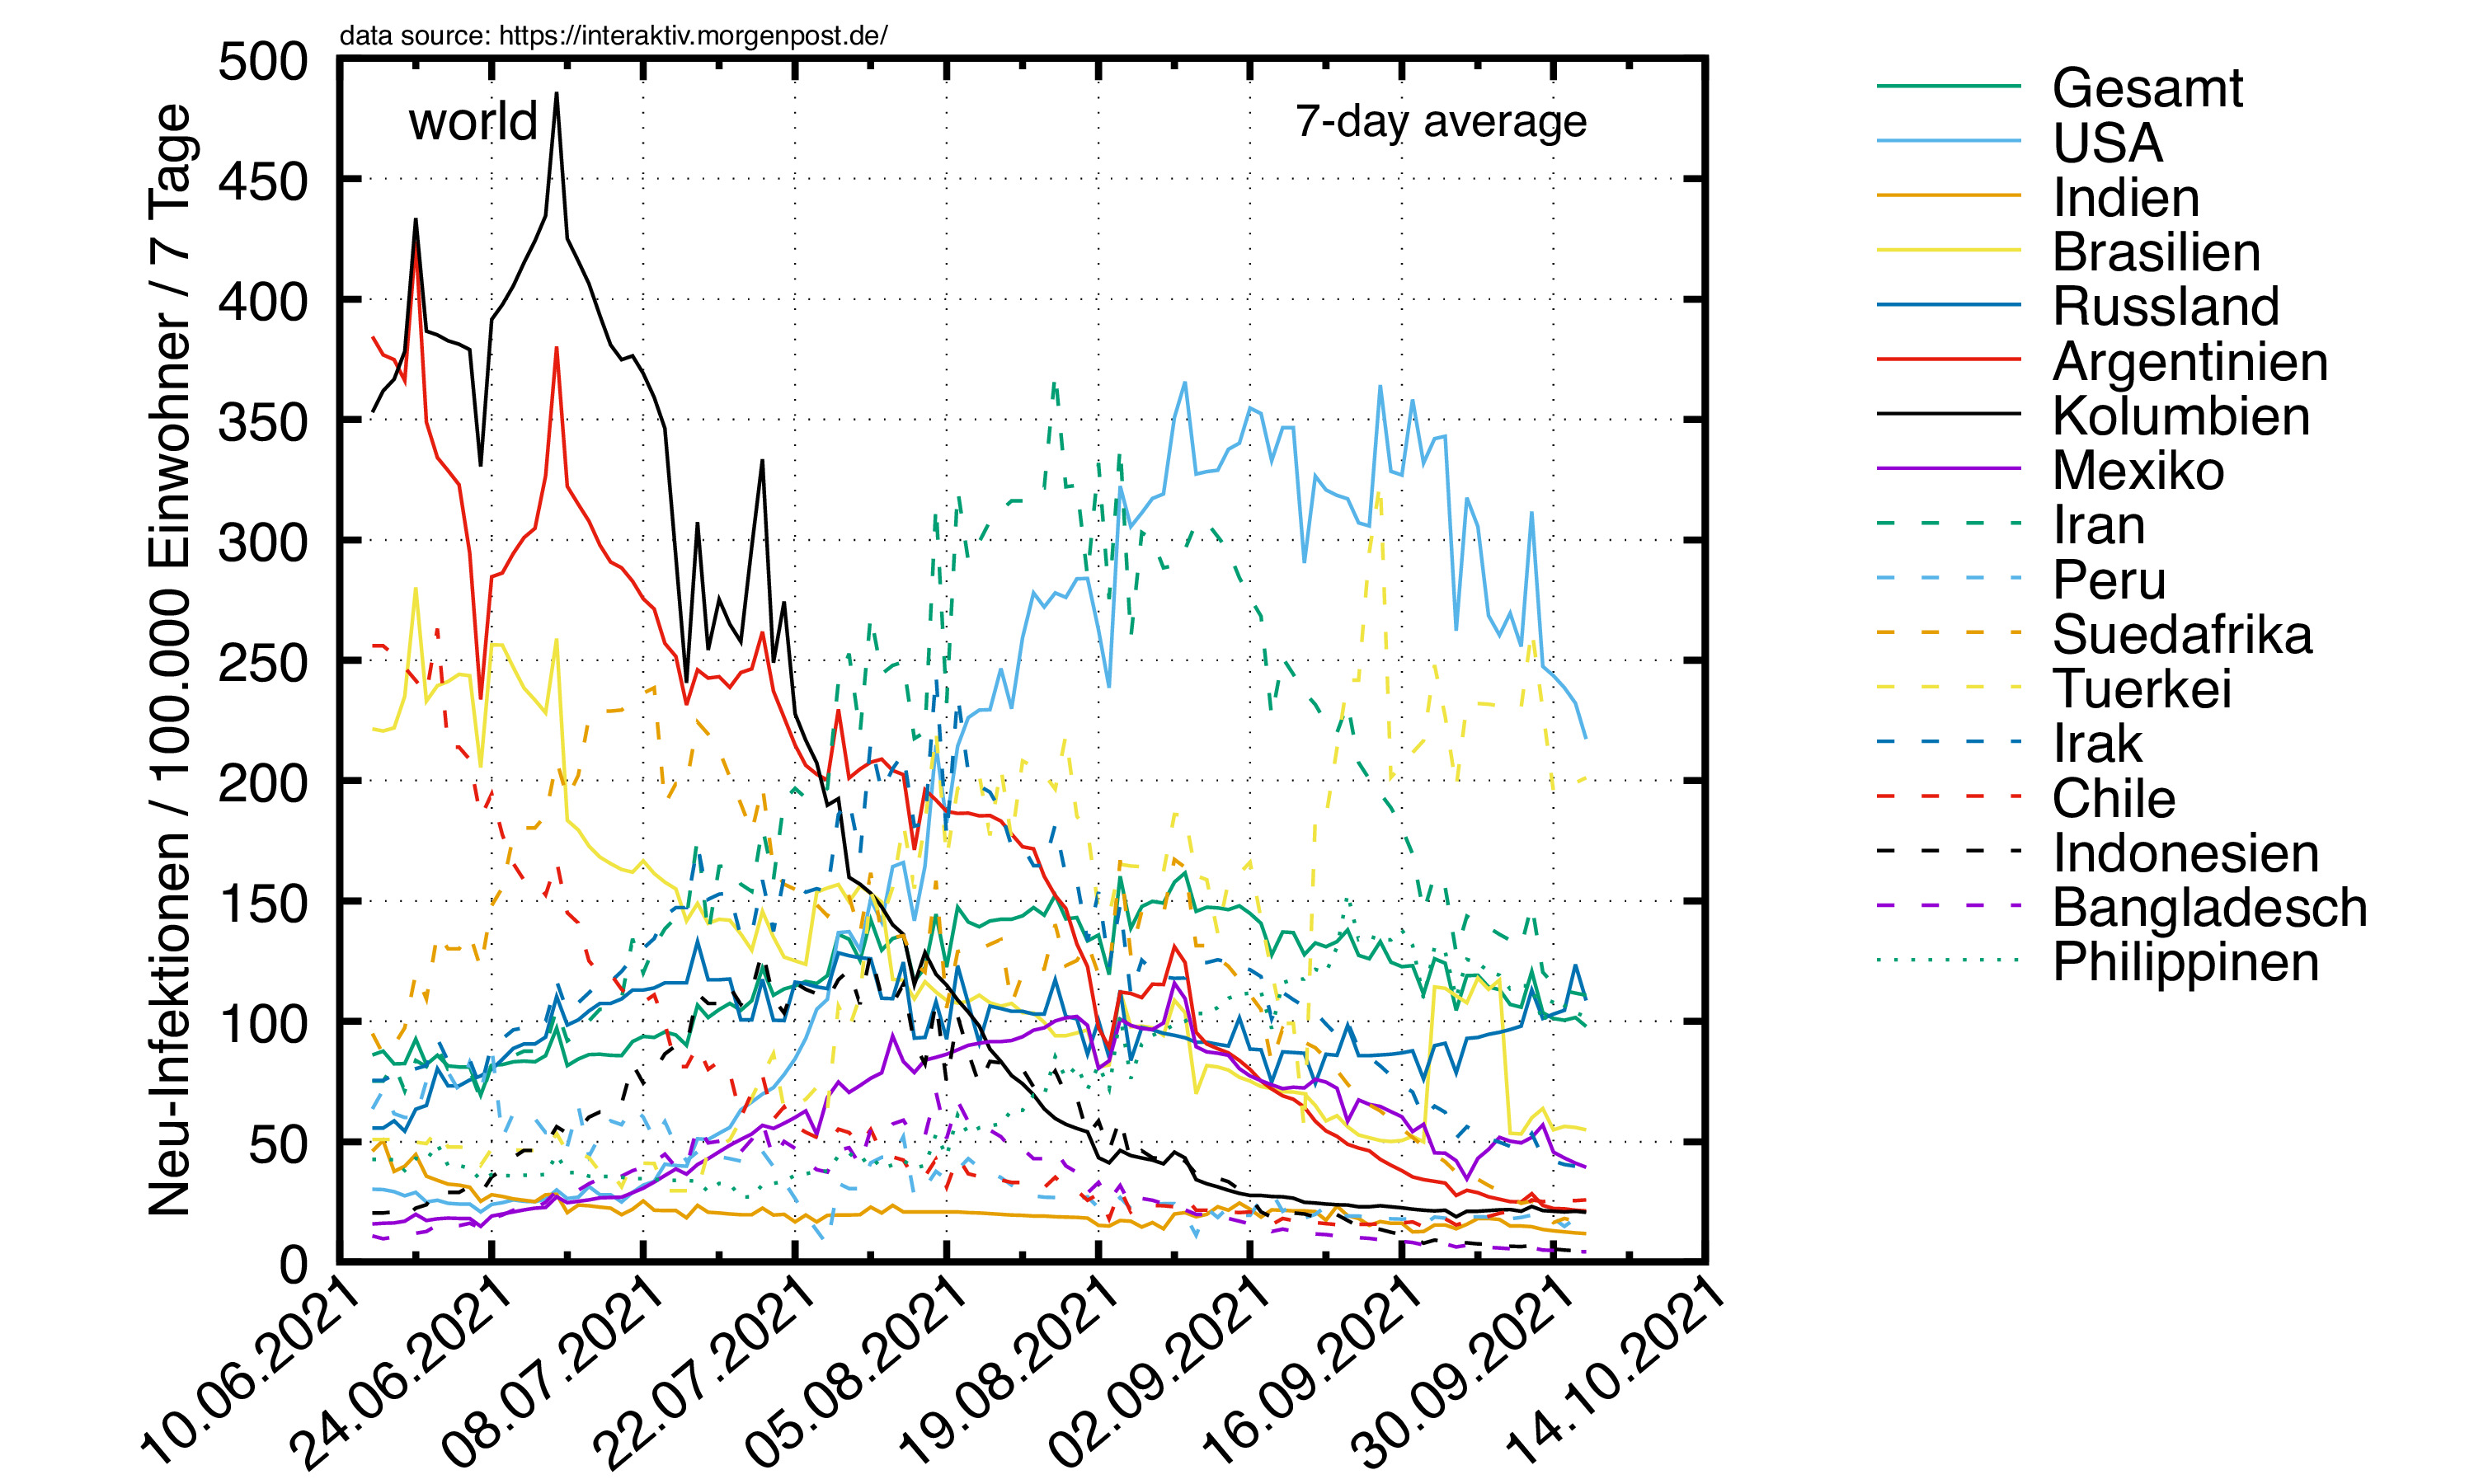 data source: https://interaktiv.morgenpost.de/
world
7-day average
Neu-Infektionen / 100.000 Einwohner / 7 Tage
500
450
400
350
300
250
200
150
100
50
0
10.06.2021
24.06.2021
08.07.2021
22.07.2021
05.08.2021
19.08.2021
02.09.2021
16.09.2021
30.09.2021
14.10.2021
Gesamt
USA
Indien
Brasilien
Russland
Argentinien
Kolumbien
Mexiko
Iran
Peru
Suedafrika
Tuerkei
Irak
Chile
Indonesien
Bangladesch
Philippinen